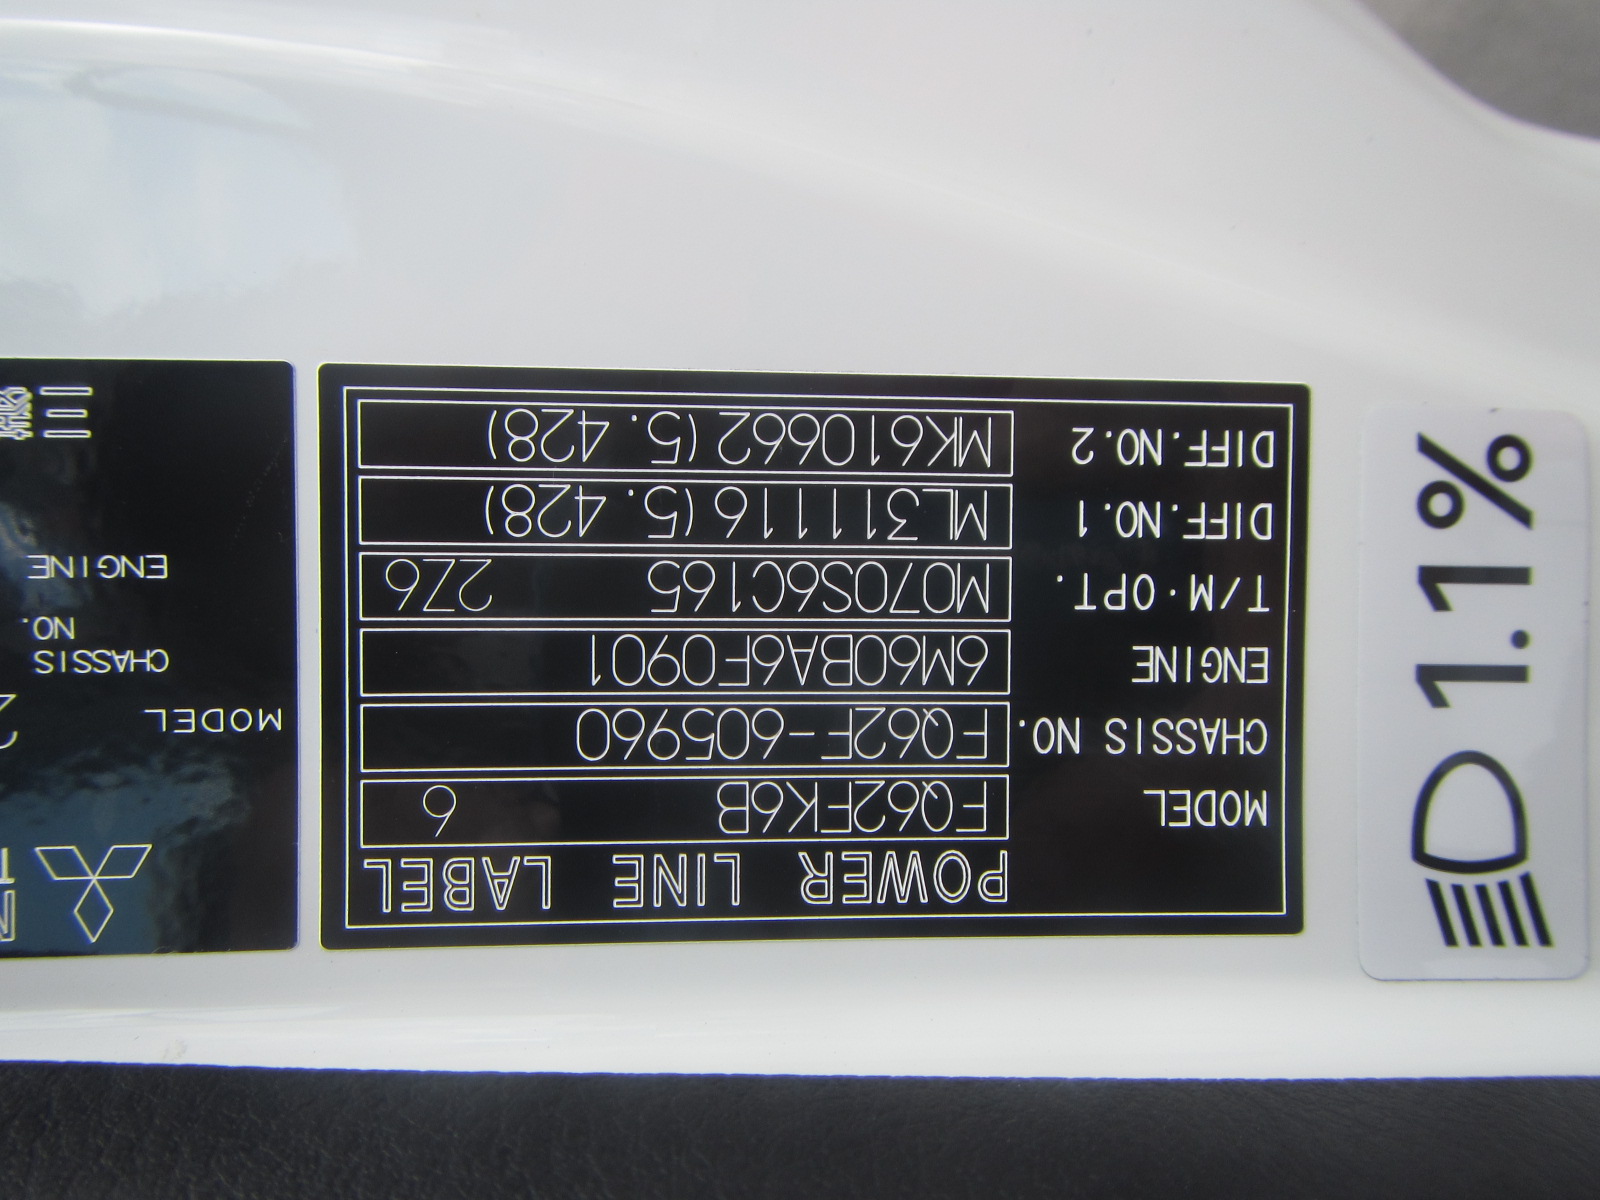 POWER LINE LABEL
MODEL FQ62FK6B 6
CHASSIS NO. FQ62F-605960
ENGINE 6M60BA6F0901
T/M·OPT. M070S6C165 2Z6
DIFF.NO.1 ML311116(5.428)
DIFF.NO.2 MK610662(5.428)
MODEL
CHASSIS
NO.
ENGINE
1.1%